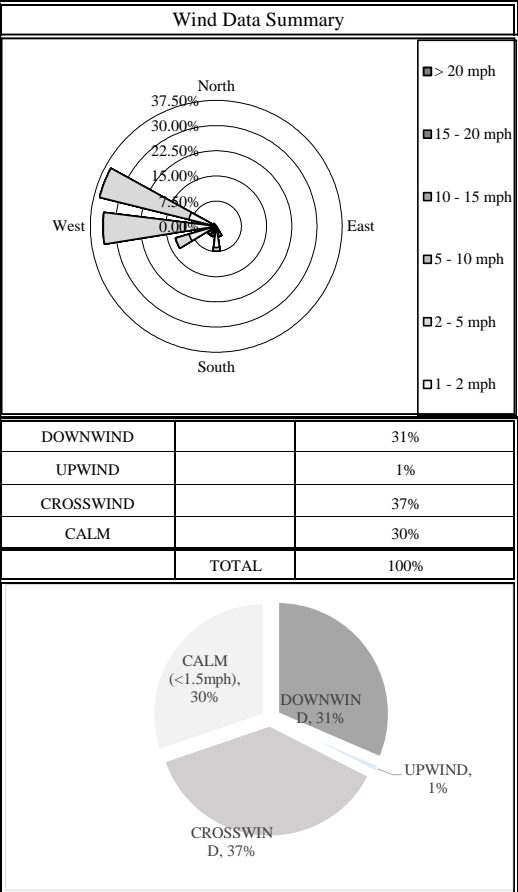 Wind Data Summary
North
37.50%
30.00%
22.50%
15.00%
7.50%
0.00%
West
East
South
> 20 mph
15 - 20 mph
10 - 15 mph
5 - 10 mph
2 - 5 mph
1 - 2 mph
DOWNWIND 31%
UPWIND 1%
CROSSWIND 37%
CALM 30%
TOTAL 100%
CALM
(<1.5mph),
30%
DOWNWIN
D, 31%
UPWIND,
1%
CROSSWIN
D, 37%